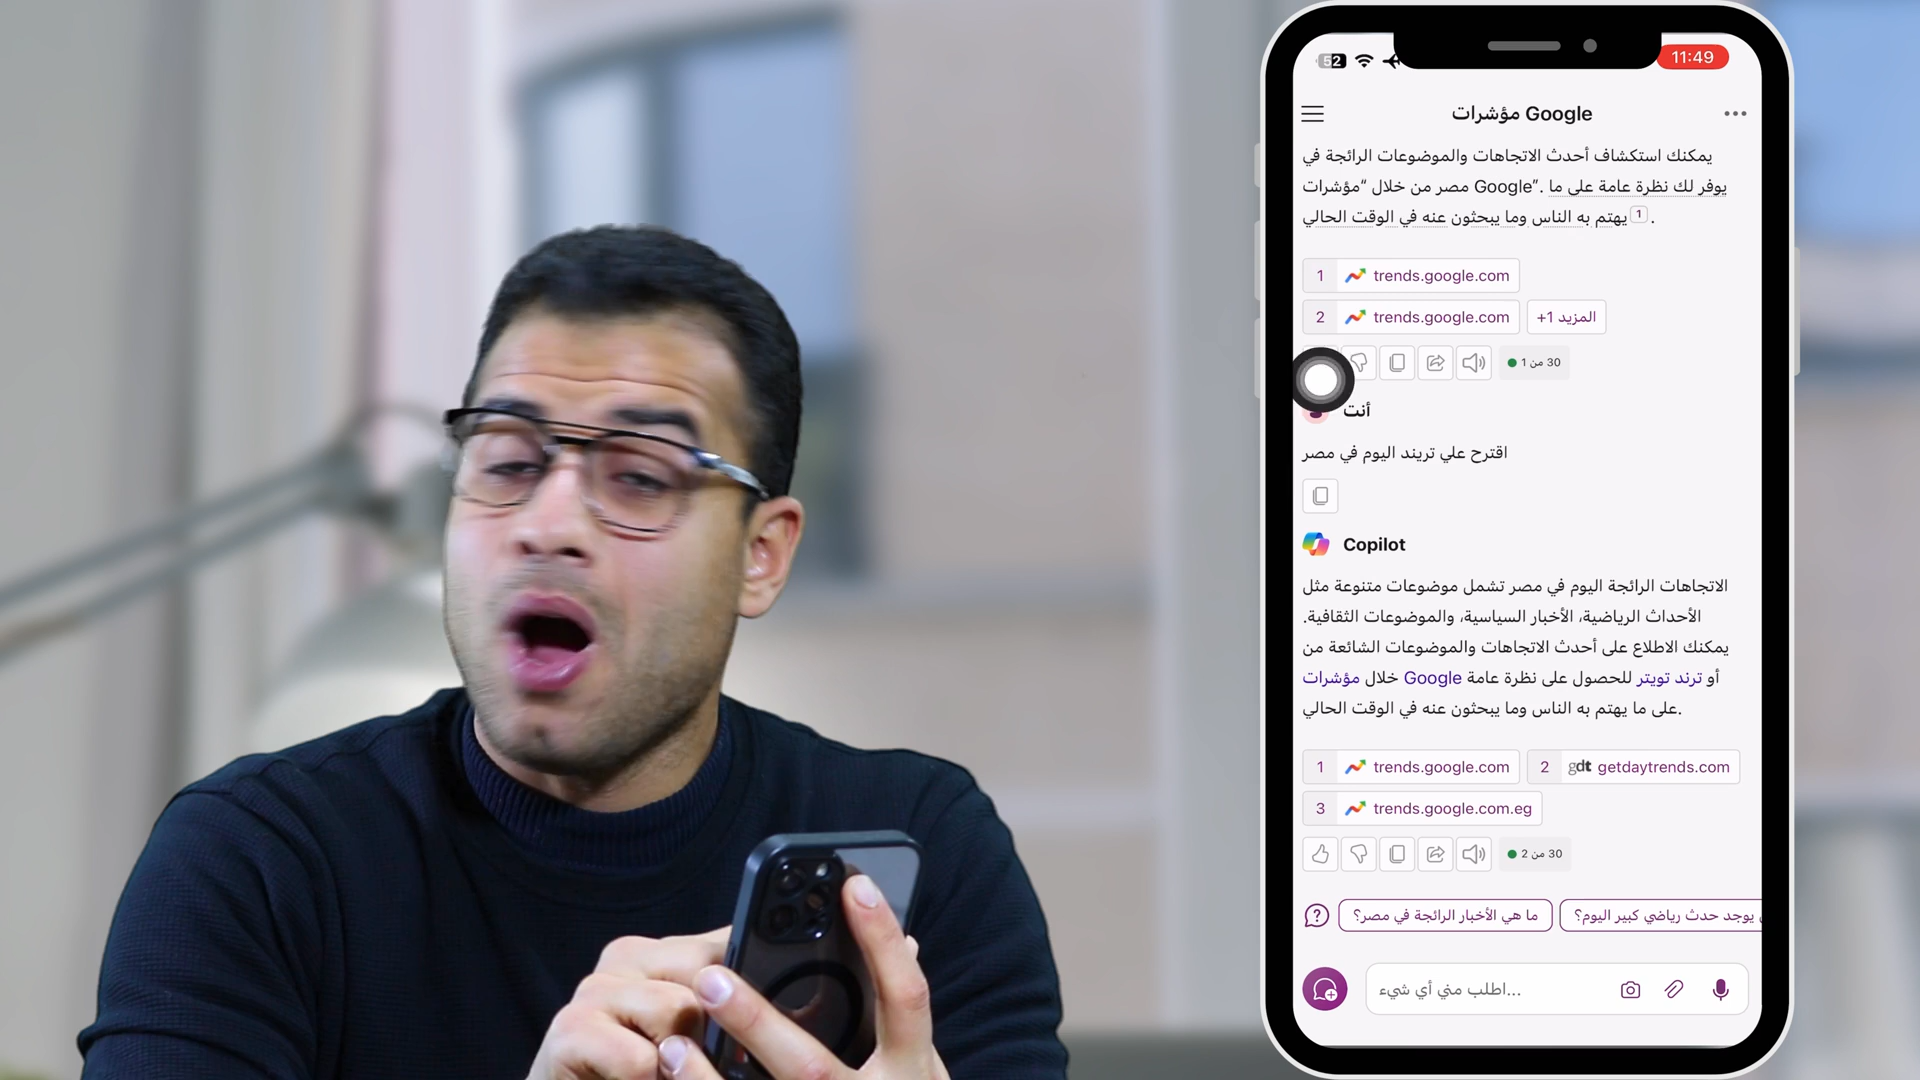 52
11:49
مؤشرات Google
يمكنك استكشاف أحدث الاتجاهات والموضوعات الرائجة في
مصر من خلال “مؤشرات Google”. يوفر لك نظرة عامة على ما
يهتم به الناس وما يبحثون عنه في الوقت الحالي 1 .
1 trends.google.com
2 trends.google.com
المزيد 1+
30 من 1
أنت
اقترح علي تريند اليوم في مصر
Copilot
الاتجاهات الرائجة اليوم في مصر تشمل موضوعات متنوعة مثل
الأحداث الرياضية، الأخبار السياسية، والموضوعات الثقافية.
يمكنك الاطلاع على أحدث الاتجاهات والموضوعات الشائعة من
خلال مؤشرات Google أو ترند تويتر للحصول على نظرة عامة
على ما يهتم به الناس وما يبحثون عنه في الوقت الحالي.
1 trends.google.com
2 gdt getdaytrends.com
3 trends.google.com.eg
30 من 2
ما هي الأخبار الرائجة في مصر؟
يوجد حدث رياضي كبير اليوم؟
اطلب مني أي شيء...